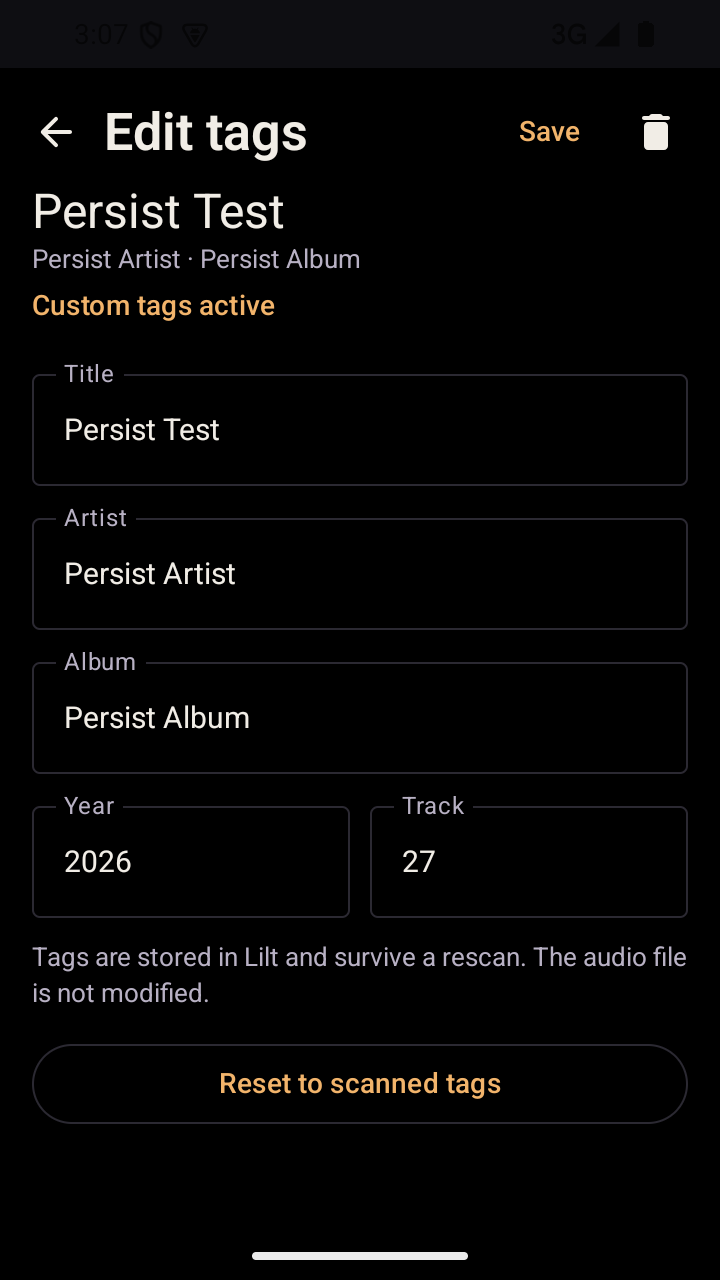 3:07 3G
Edit tags Save
Persist Test
Persist Artist · Persist Album
Custom tags active
Title
Persist Test
Artist
Persist Artist
Album
Persist Album
Year Track
2026 27
Tags are stored in Lilt and survive a rescan. The audio file
is not modified.
Reset to scanned tags